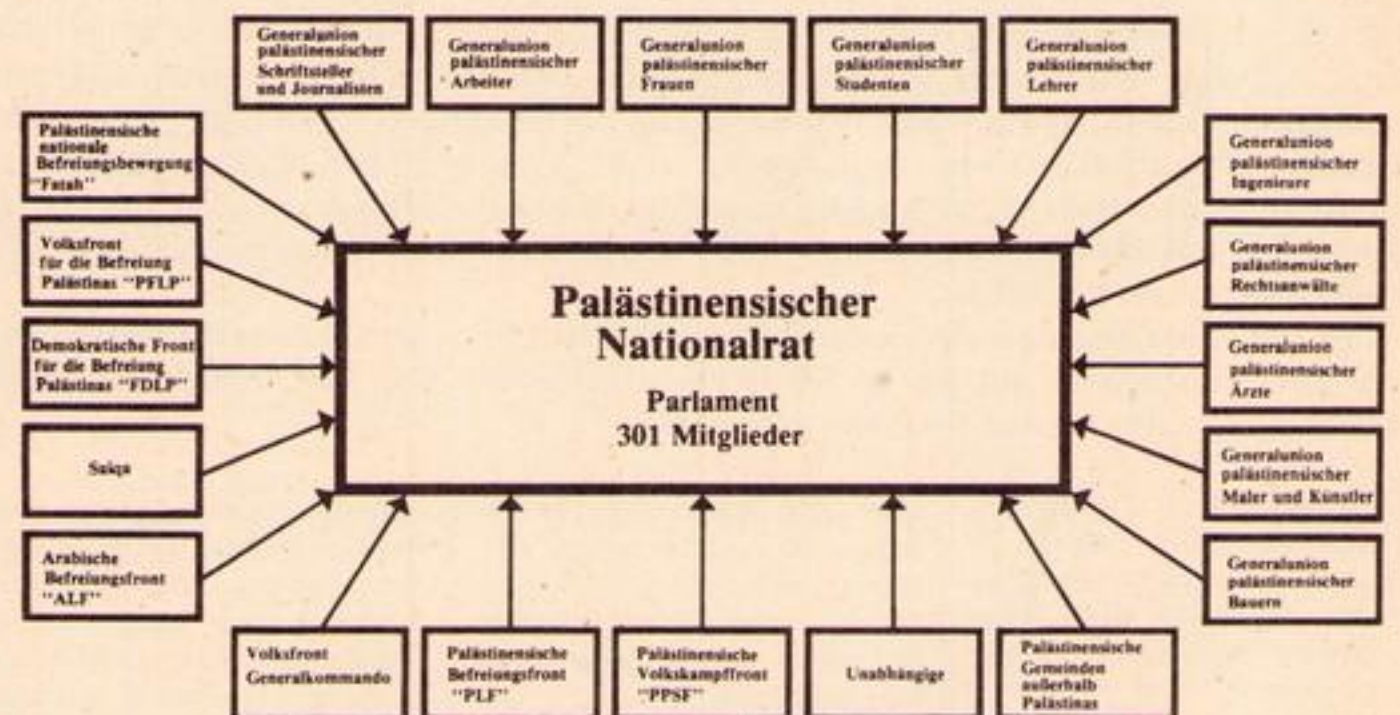 Generalunion
palästinensischer
Schriftsteller
und Journalisten
Generalunion
palästinensischer
Arbeiter
Generalunion
palästinensischer
Frauen
Generalunion
palästinensischer
Studenten
Generalunion
palästinensischer
Lehrer
Palästinensische
nationale
Befreiungsbewegung
"Fatah"
Volksfront
für die Befreiung
Palästinas "PFLP"
Demokratische Front
für die Befreiung
Palästinas "FDLP"
Saiqa
Arabische
Befreiungsfront
"ALF"
Palästinensischer
Nationalrat
Parlament
301 Mitglieder
Generalunion
palästinensischer
Ingenieure
Generalunion
palästinensischer
Rechtsanwälte
Generalunion
palästinensischer
Ärzte
Generalunion
palästinensischer
Maler und Künstler
Generalunion
palästinensischer
Bauern
Volksfront
Generalkommando
Palästinensische
Befreiungsfront
"PLF"
Palästinensische
Volkskampffront
"PPSF"
Unabhängige
Palästinensische
Gemeinden
außerhalb
Palästinas